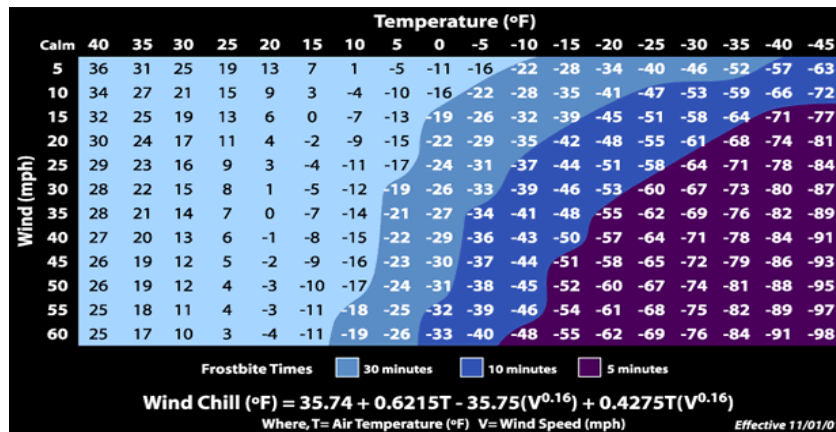 Temperature (ºF)
Calm 40 35 30 25 20 15 10 5 0 -5 -10 -15 -20 -25 -30 -35 -40 -45
5 36 31 25 19 13 7 1 -5 -11 -16 -22 -28 -34 -40 -46 -52 -57 -63
10 34 27 21 15 9 3 -4 -10 -16 -22 -28 -35 -41 -47 -53 -59 -66 -72
15 32 25 19 13 6 0 -7 -13 -19 -26 -32 -39 -45 -51 -58 -64 -71 -77
20 30 24 17 11 4 -2 -9 -15 -22 -29 -35 -42 -48 -55 -61 -68 -74 -81
25 29 23 16 9 3 -4 -11 -17 -24 -31 -37 -44 -51 -58 -64 -71 -78 -84
30 28 22 15 8 1 -5 -12 -19 -26 -33 -39 -46 -53 -60 -67 -73 -80 -87
35 28 21 14 7 0 -7 -14 -21 -27 -34 -41 -48 -55 -62 -69 -76 -82 -89
40 27 20 13 6 -1 -8 -15 -22 -29 -36 -43 -50 -57 -64 -71 -78 -84 -91
45 26 19 12 5 -2 -9 -16 -23 -30 -37 -44 -51 -58 -65 -72 -79 -86 -93
50 26 19 12 4 -3 -10 -17 -24 -31 -38 -45 -52 -60 -67 -74 -81 -88 -95
55 25 18 11 4 -3 -11 -18 -25 -32 -39 -46 -54 -61 -68 -75 -82 -89 -97
60 25 17 10 3 -4 -11 -19 -26 -33 -40 -48 -55 -62 -69 -76 -84 -91 -98
Wind (mph)
Frostbite Times 30 minutes 10 minutes 5 minutes
Wind Chill (ºF) = 35.74 + 0.6215T - 35.75(V^0.16) + 0.4275T(V^0.16)
Where, T= Air Temperature (ºF) V= Wind Speed (mph)
Effective 11/01/0